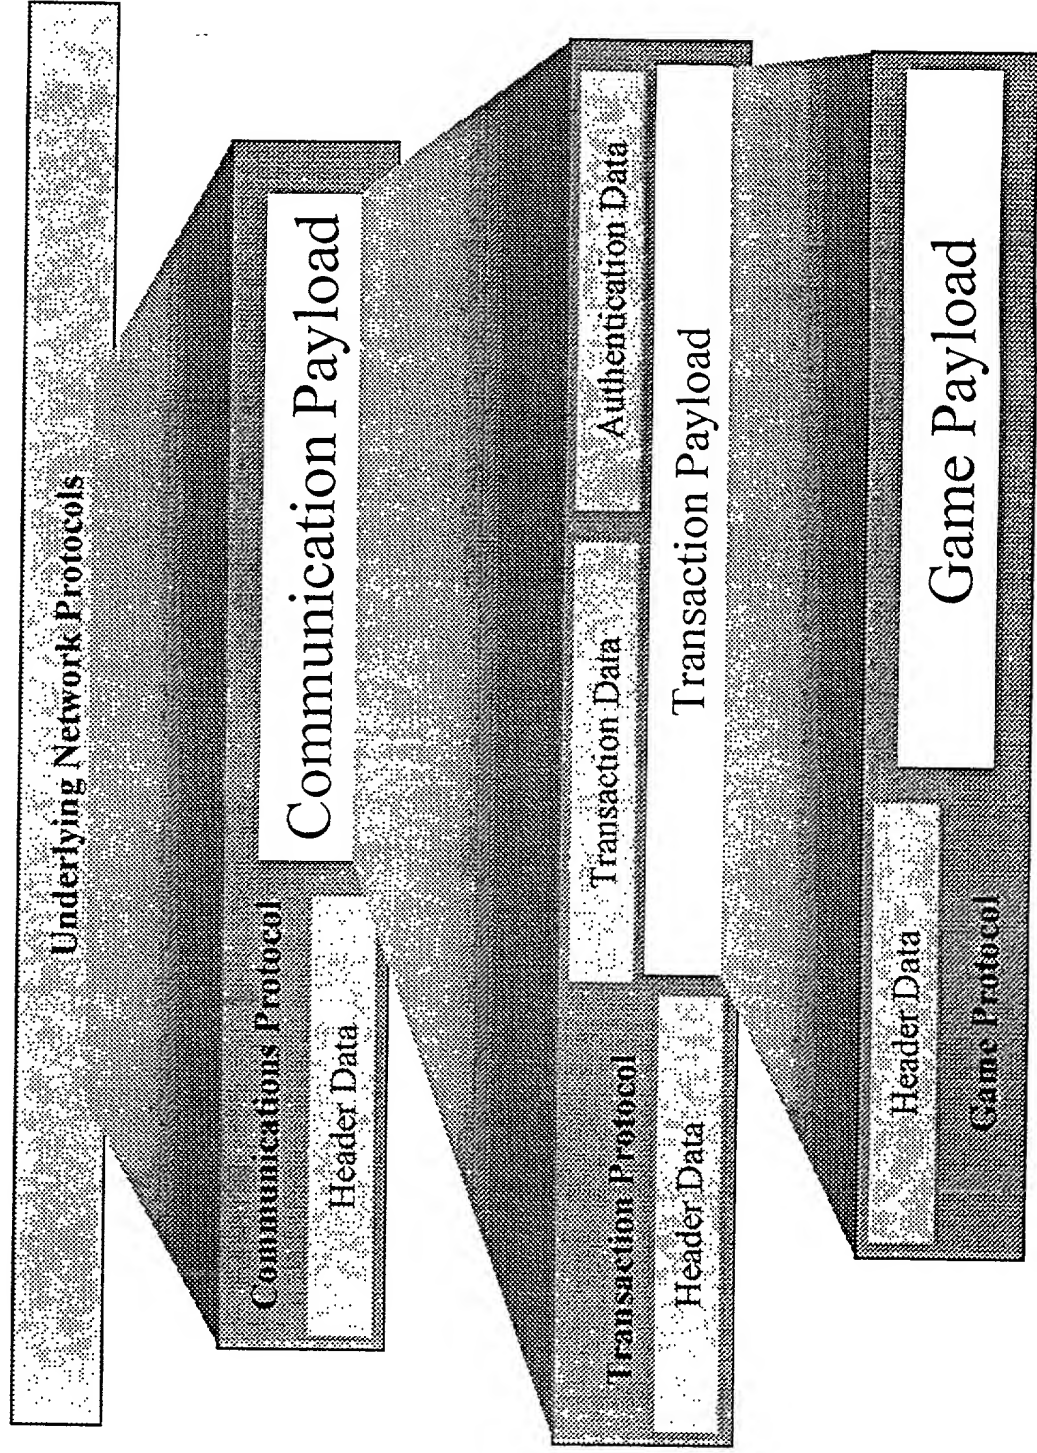 Underlying Network Protocols
Communications Protocol
Header Data
Communication Payload
Transaction Protocol
Header Data
Transaction Data
Authentication Data
Transaction Payload
Header Data
Game Protocol
Game Payload